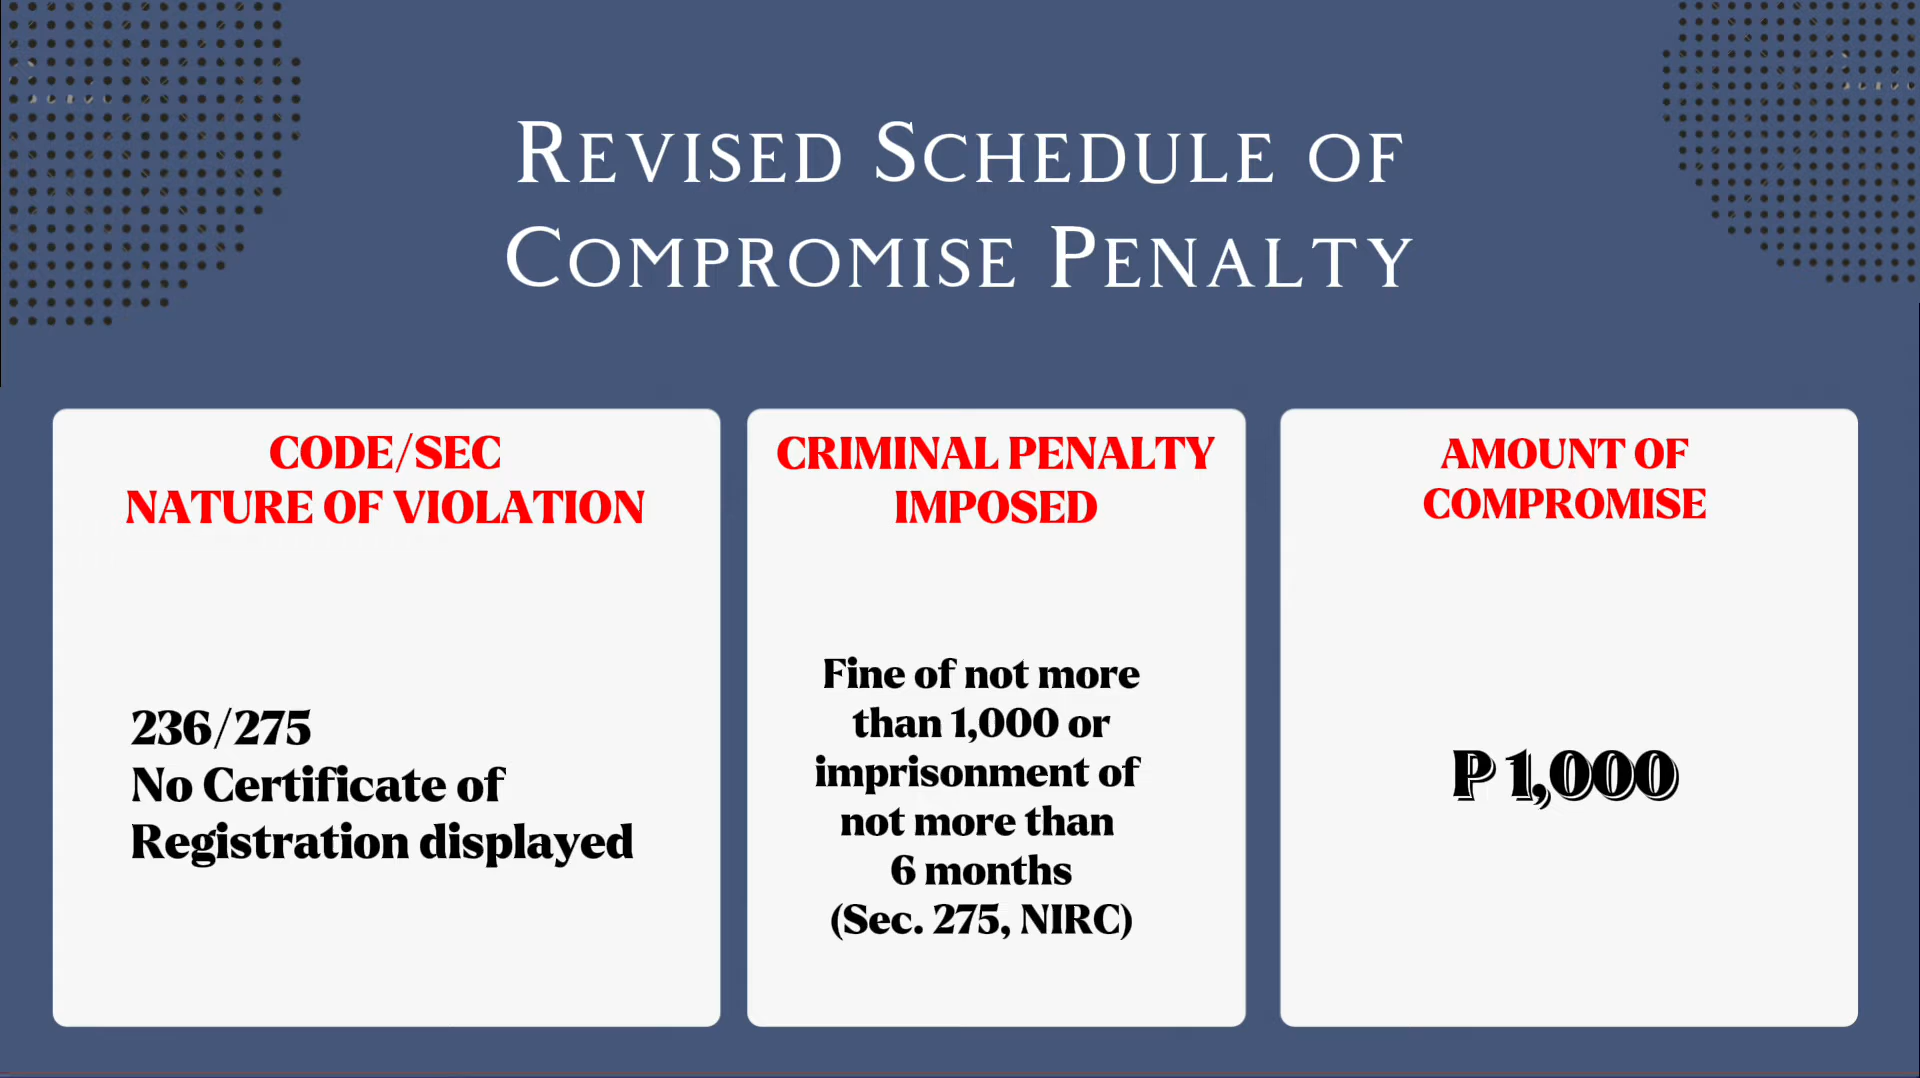 REVISED SCHEDULE OF
COMPROMISE PENALTY
CODE/SEC
NATURE OF VIOLATION
236/275
No Certificate of
Registration displayed
CRIMINAL PENALTY
IMPOSED
Fine of not more
than 1,000 or
imprisonment of
not more than
6 months
(Sec. 275, NIRC)
AMOUNT OF
COMPROMISE
P 1,000